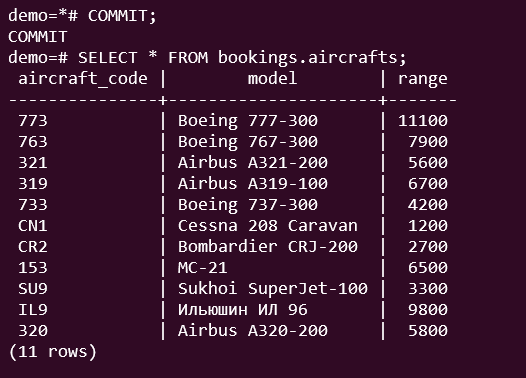 demo=*# COMMIT;
COMMIT
demo=# SELECT * FROM bookings.aircrafts;
 aircraft_code |        model        | range
---------------+---------------------+-------
 773           | Boeing 777-300      | 11100
 763           | Boeing 767-300      |  7900
 321           | Airbus A321-200     |  5600
 319           | Airbus A319-100     |  6700
 733           | Boeing 737-300      |  4200
 CN1           | Cessna 208 Caravan  |  1200
 CR2           | Bombardier CRJ-200  |  2700
 153           | MC-21               |  6500
 SU9           | Sukhoi SuperJet-100 |  3300
 IL9           | Ильюшин ИЛ 96       |  9800
 320           | Airbus A320-200     |  5800
(11 rows)